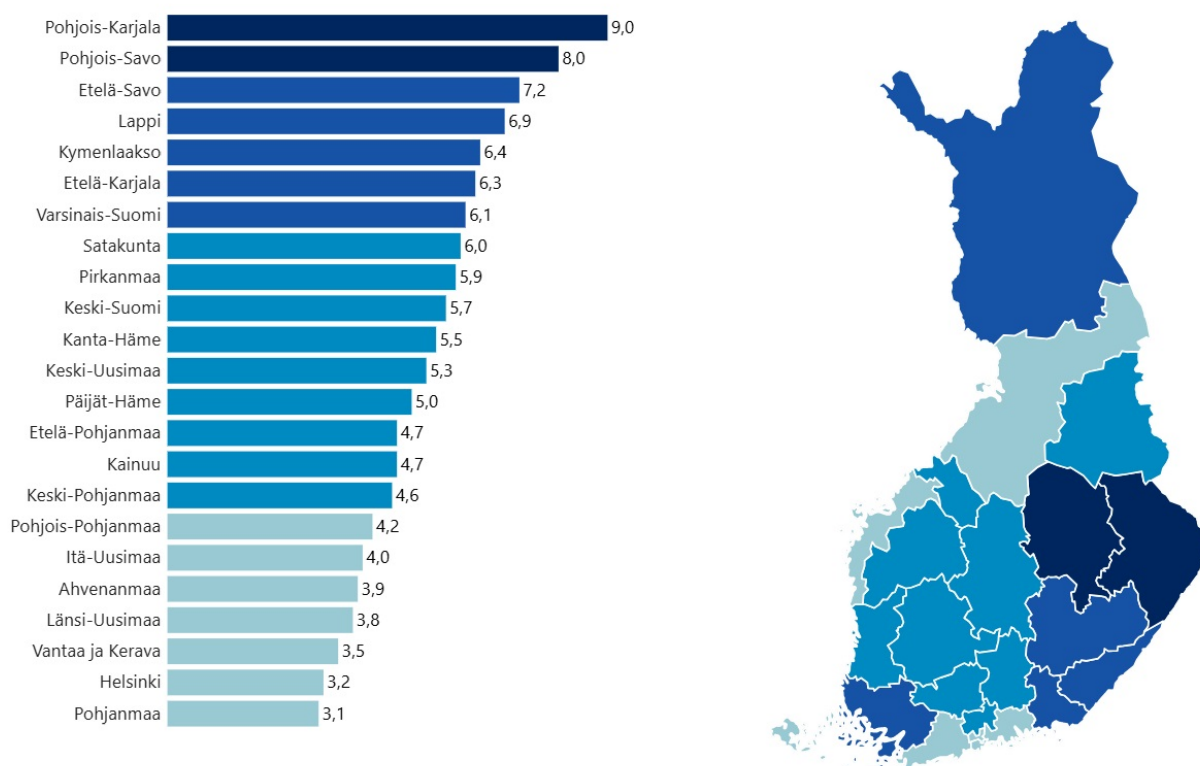 Pohjois-Karjala 9,0
Pohjois-Savo 8,0
Etelä-Savo 7,2
Lappi 6,9
Kymenlaakso 6,4
Etelä-Karjala 6,3
Varsinais-Suomi 6,1
Satakunta 6,0
Pirkanmaa 5,9
Keski-Suomi 5,7
Kanta-Häme 5,5
Keski-Uusimaa 5,3
Päijät-Häme 5,0
Etelä-Pohjanmaa 4,7
Kainuu 4,7
Keski-Pohjanmaa 4,6
Pohjois-Pohjanmaa 4,2
Itä-Uusimaa 4,0
Ahvenanmaa 3,9
Länsi-Uusimaa 3,8
Vantaa ja Kerava 3,5
Helsinki 3,2
Pohjanmaa 3,1